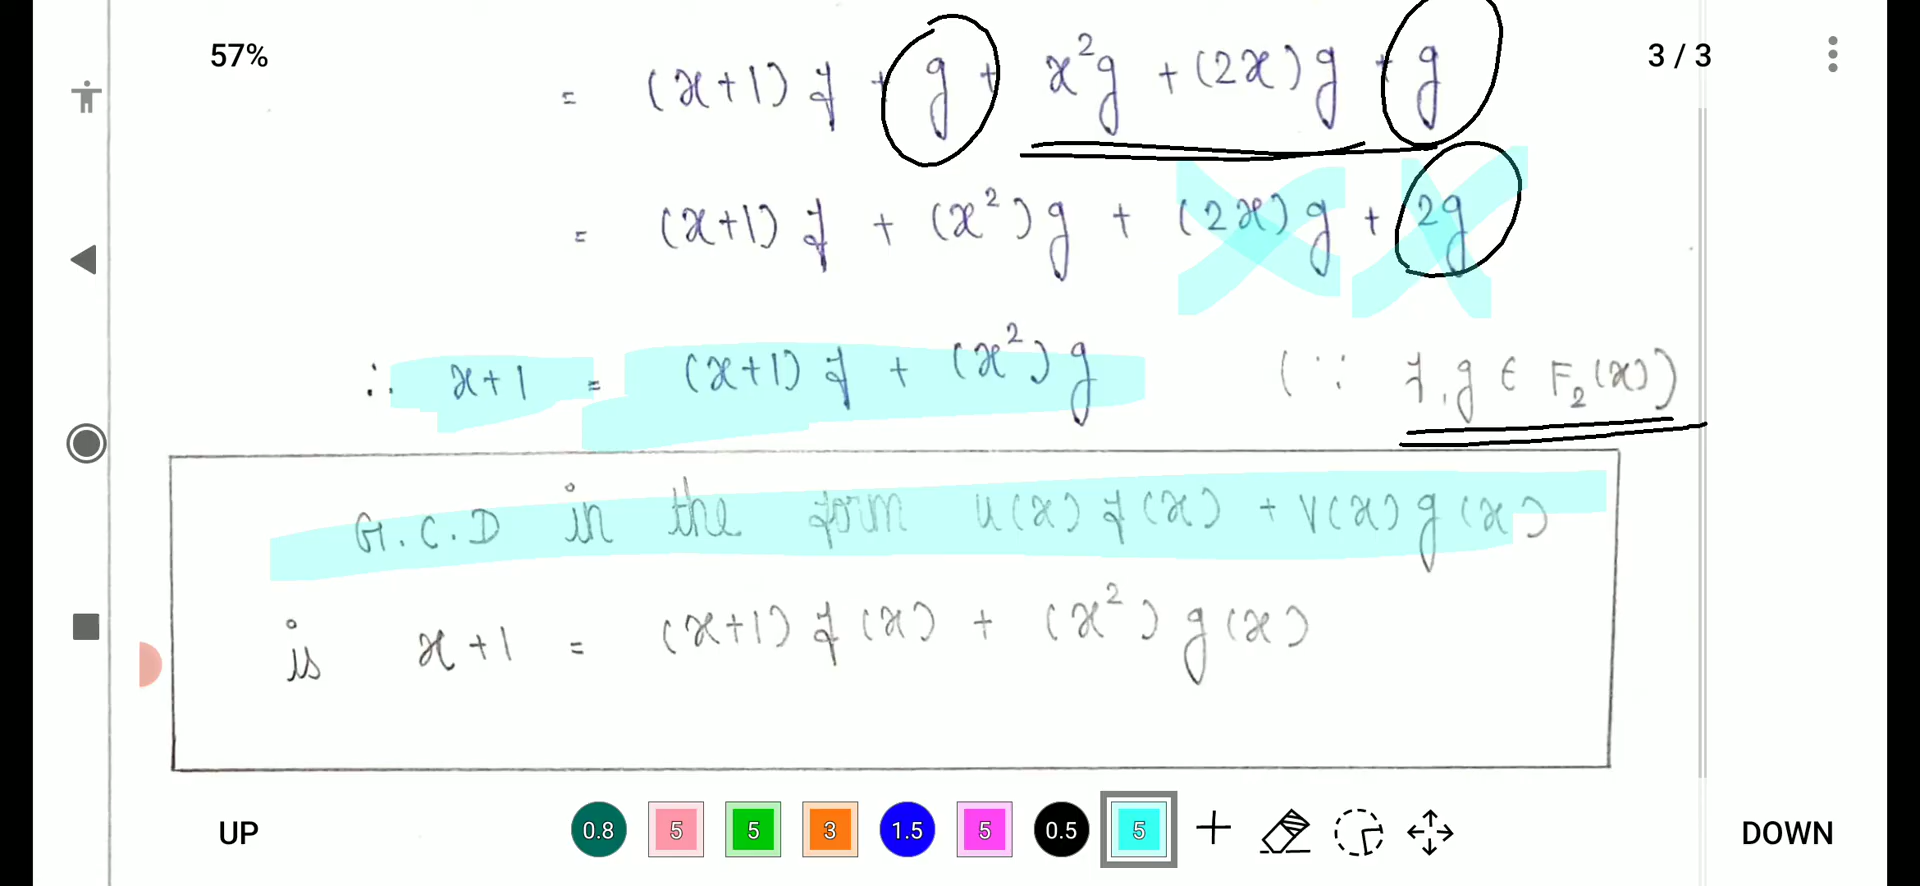 57%
3 / 3
= (x+1) f + g + x²g + (2x) g + g
= (x+1) f + (x²) g + (2x) g + 2g
∴ x+1 = (x+1) f + (x²) g (∵ f, g ∈ F₂(x))
G.C.D in the form u(x) f(x) + v(x) g(x)
is x+1 = (x+1) f(x) + (x²) g(x)
UP 0.8 5 5 3 1.5 5 0.5 5 DOWN